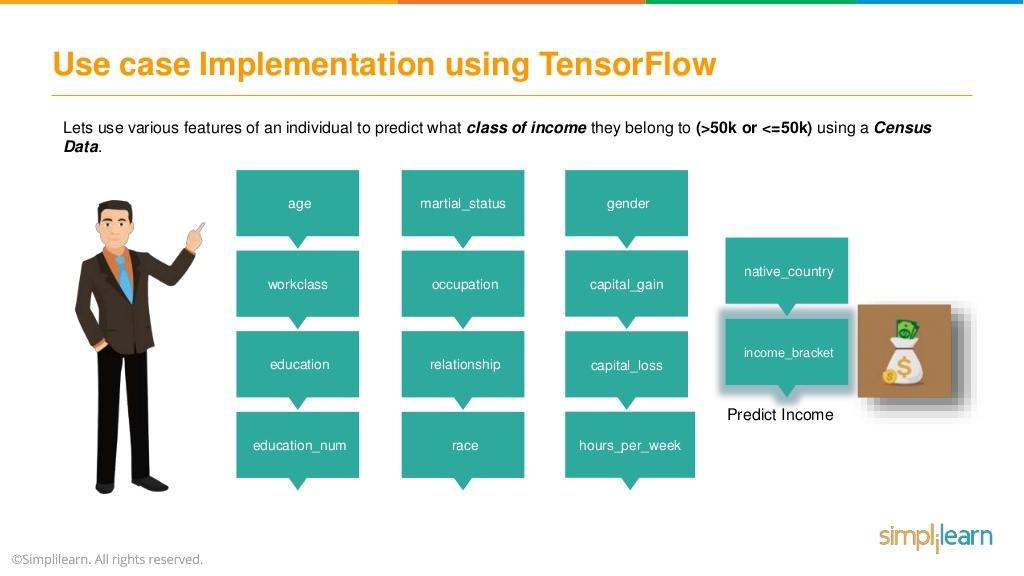 Use case Implementation using TensorFlow
Lets use various features of an individual to predict what class of income they belong to (>50k or <=50k) using a Census
Data.
age
workclass
education
education_num
martial_status
occupation
relationship
race
gender
capital_gain
capital_loss
hours_per_week
native_country
income_bracket
Predict Income
simplilearn
©Simplilearn. All rights reserved.